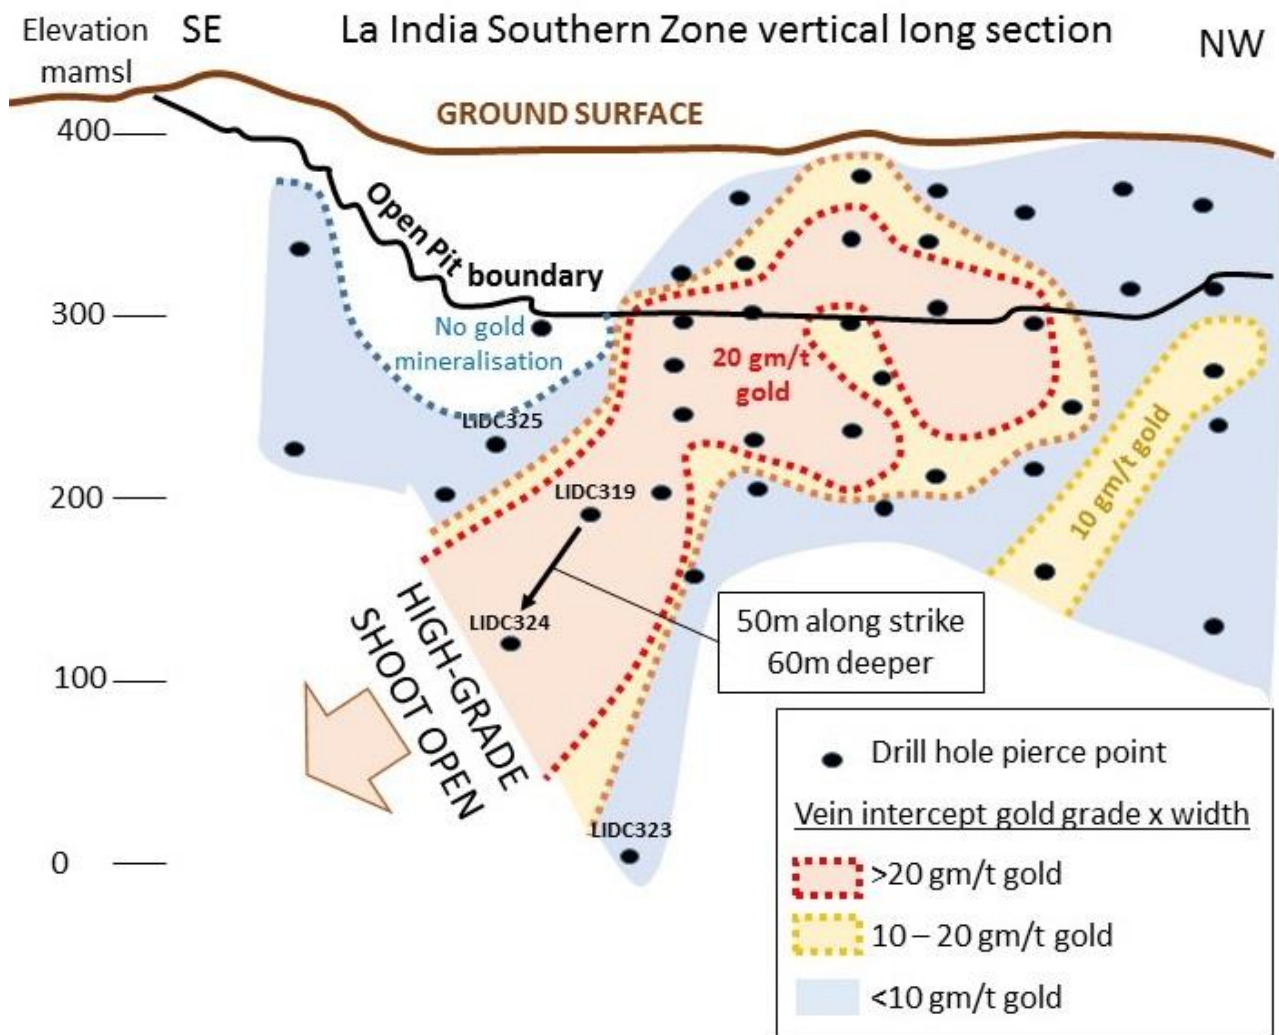 Elevation
mamsl
SE
La India Southern Zone vertical long section
NW
GROUND SURFACE
400
Open Pit boundary
300
No gold
mineralisation
20 gm/t
gold
LIDC325
10 gm/t gold
200
LIDC319
LIDC324
50m along strike
60m deeper
100
HIGH-GRADE
SHOOT OPEN
LIDC323
0
Drill hole pierce point
Vein intercept gold grade x width
>20 gm/t gold
10 – 20 gm/t gold
<10 gm/t gold